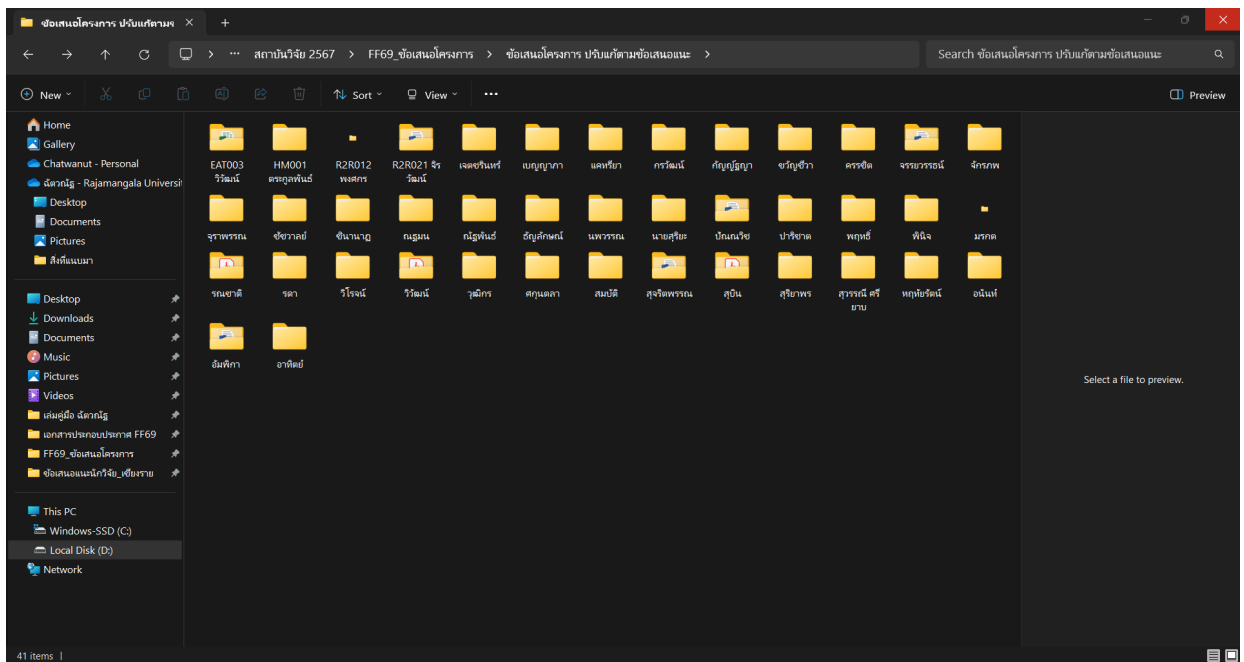 ข้อเสนอโครงการ ปรับแก้ตามข
สถาบันวิจัย 2567 > FF69_ข้อเสนอโครงการ > ข้อเสนอโครงการ ปรับแก้ตามข้อเสนอแนะ >
Search ข้อเสนอโครงการ ปรับแก้ตามข้อเสนอแนะ
New Sort View Preview
Home
Gallery
Chatwanut - Personal
ฉัตวณัฐ - Rajamangala Universit
Desktop
Documents
Pictures
สิ่งที่แนบมา
Desktop
Downloads
Documents
Music
Pictures
Videos
เล่มคู่มือ ฉัตวณัฐ
เอกสารประกอบประกาศ FF69
FF69_ข้อเสนอโครงการ
ข้อเสนอแนะนักวิจัย_เชียงราย
This PC
Windows-SSD (C:)
Local Disk (D:)
Network
EAT003 วิวัฒน์
HM001 ตระกูลพันธ์
R2R012 พงศกร
R2R021 จิรวัฒน์
เจตชรินทร์
เบญญาภา
แคทรียา
กรวัฒน์
กัญญ์ฐญา
ขวัญชีวา
ครรชิต
จรรยวรรธน์
จักรภพ
จุราพรรณ
ชัชวาลย์
ชินานาฏ
ณฐมน
ณัฐพันธ์
ธัญลักษณ์
นพวรรณ
นายสุริยะ
ปัณณวิช
ปาริชาต
พฤทธิ์
พินิจ
มรกต
รณชาติ
รดา
วิโรจน์
วิวัฒน์
วุฒิกร
ศกุนตลา
สมบัติ
สุจริตพรรณ
สุบิน
สุริยาพร
สุวรรณี ศรียาบ
หฤทัยรัตน์
อนันท์
อัมพิกา
อาทิตย์
Select a file to preview.
41 items